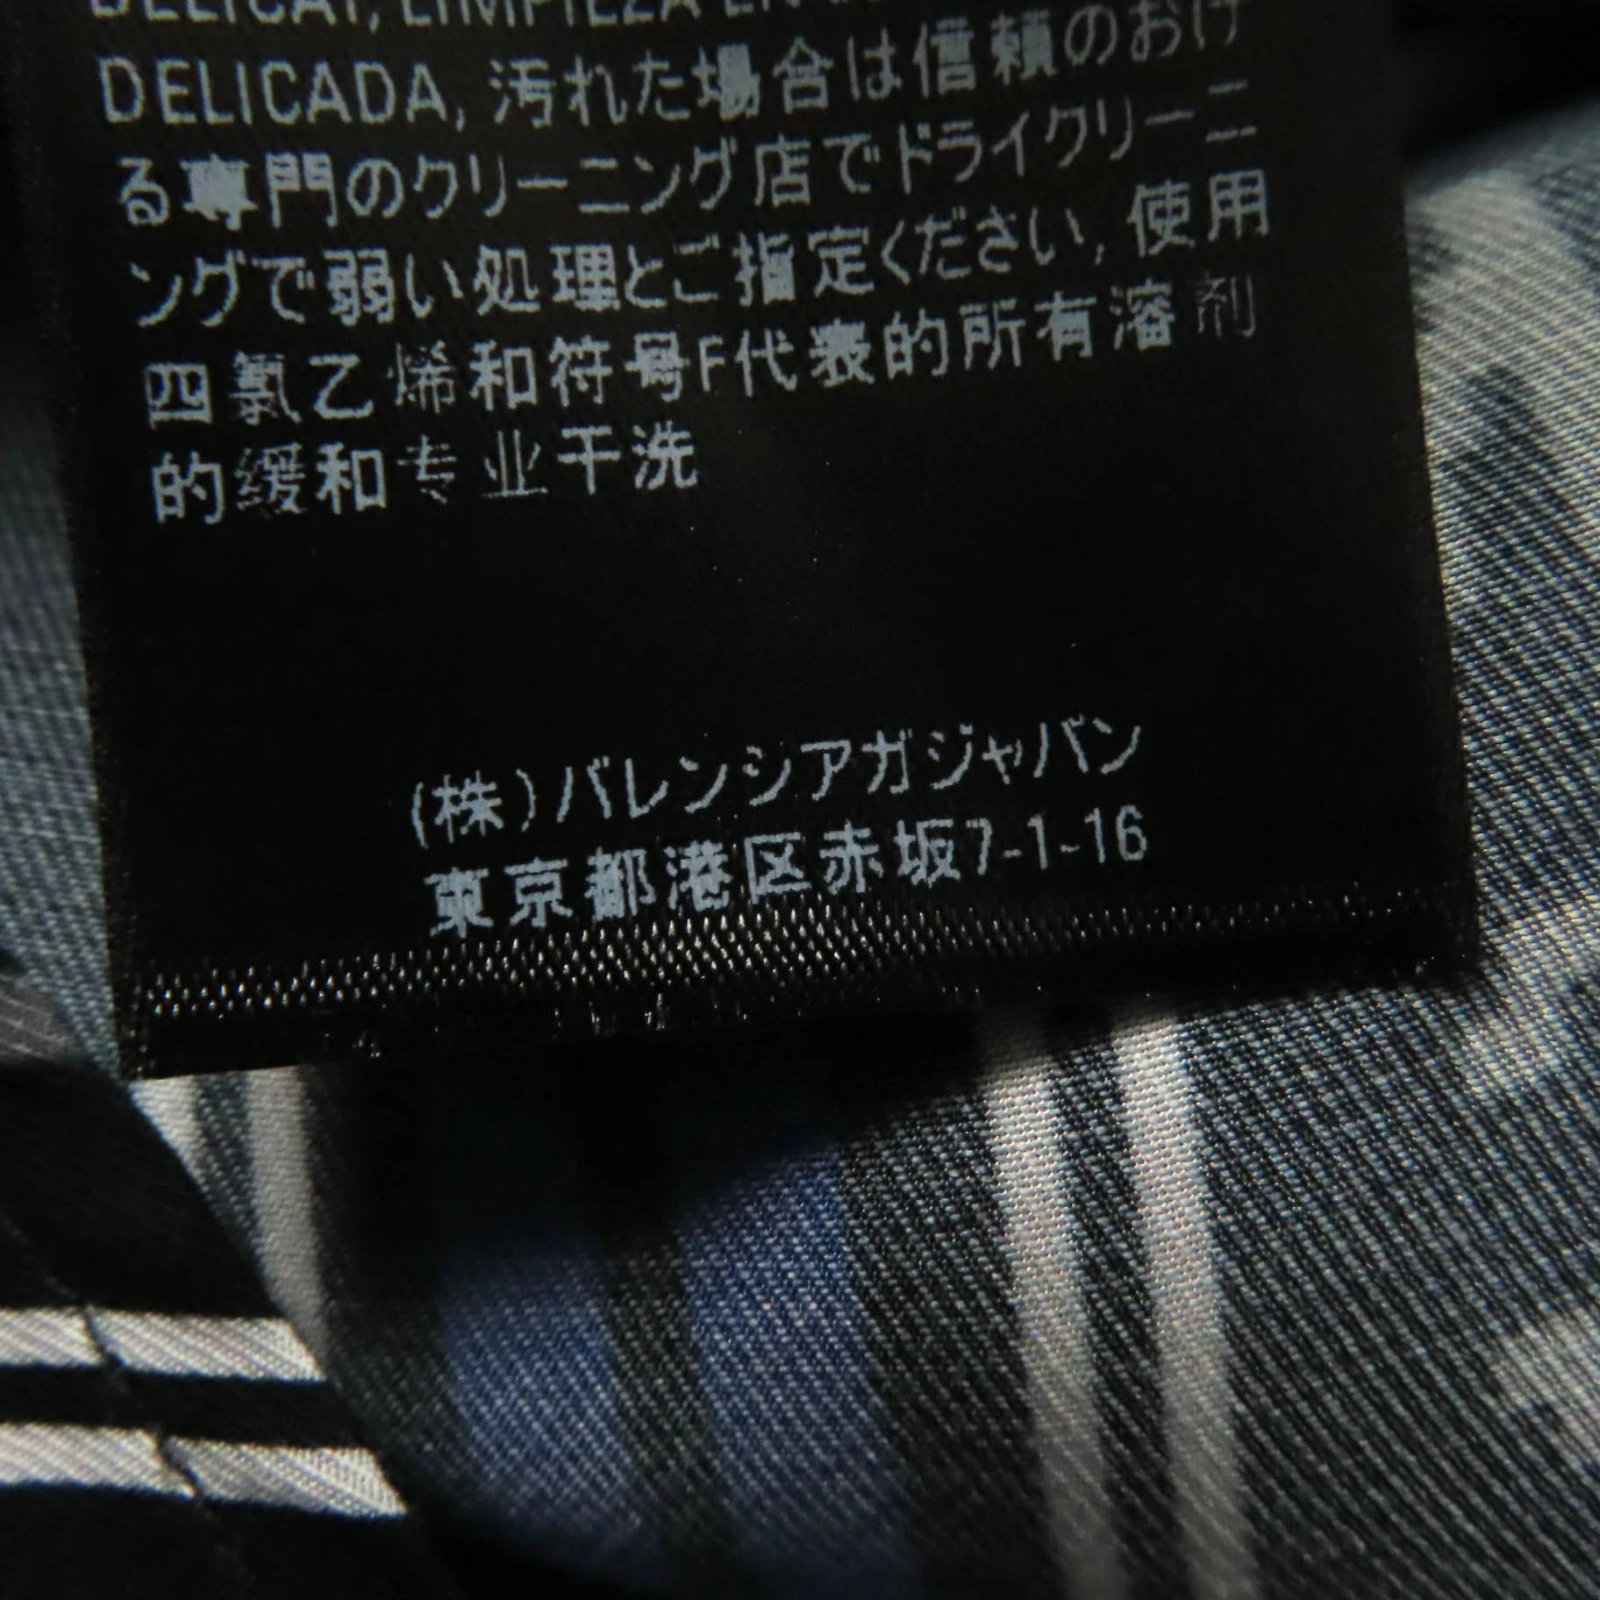 DELICAT, LIMPIEZA EN
DELICADA, 汚れた場合は信頼のおけ
る専門のクリーニング店でドライクリーニ
ングで弱い処理とご指定ください, 使用
四氯乙烯和符号F代表的所有溶剂
的缓和专业干洗
(株)バレンシアガジャパン
東京都港区赤坂7-1-16